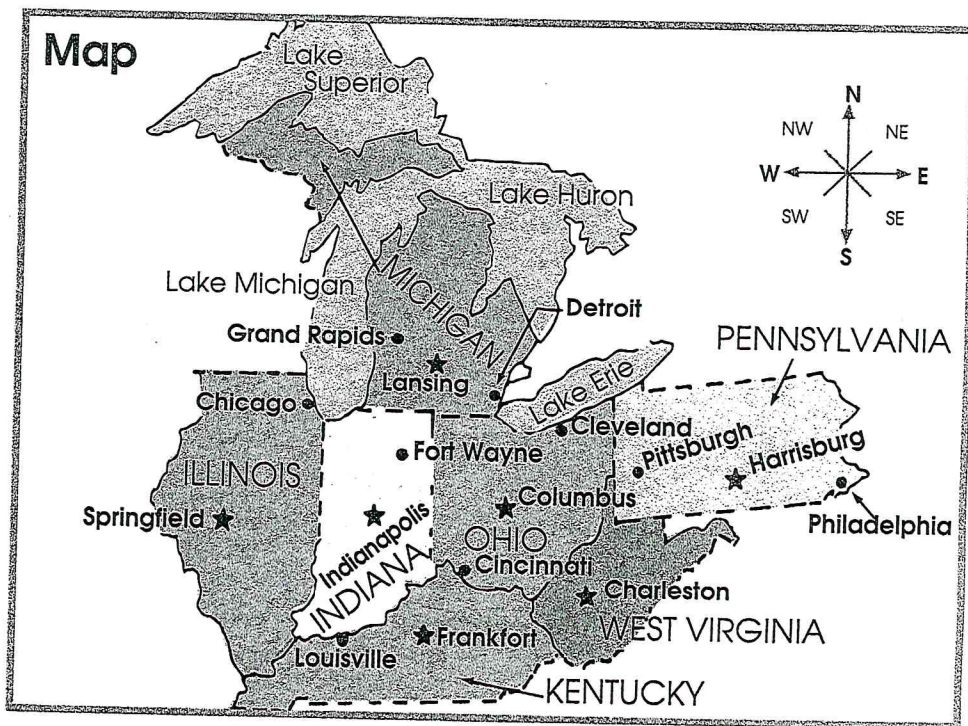 Map
Lake
Superior
N
NW
NE
W
E
SW
SE
S
Lake Huron
Lake Michigan
MICHIGAN
Detroit
Grand Rapids
PENNSYLVANIA
Lansing
Lake Erie
Chicago
Cleveland
Fort Wayne
Pittsburgh
Harrisburg
ILLINOIS
Columbus
Springfield
Philadelphia
OHIO
Indianapolis
Cincinnati
INDIANA
Charleston
WEST VIRGINIA
Frankfort
Louisville
KENTUCKY